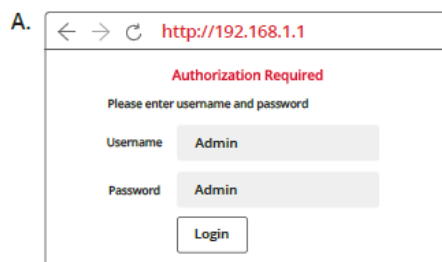 A.
http://192.168.1.1
Authorization Required
Please enter username and password
Username Admin
Password Admin
Login